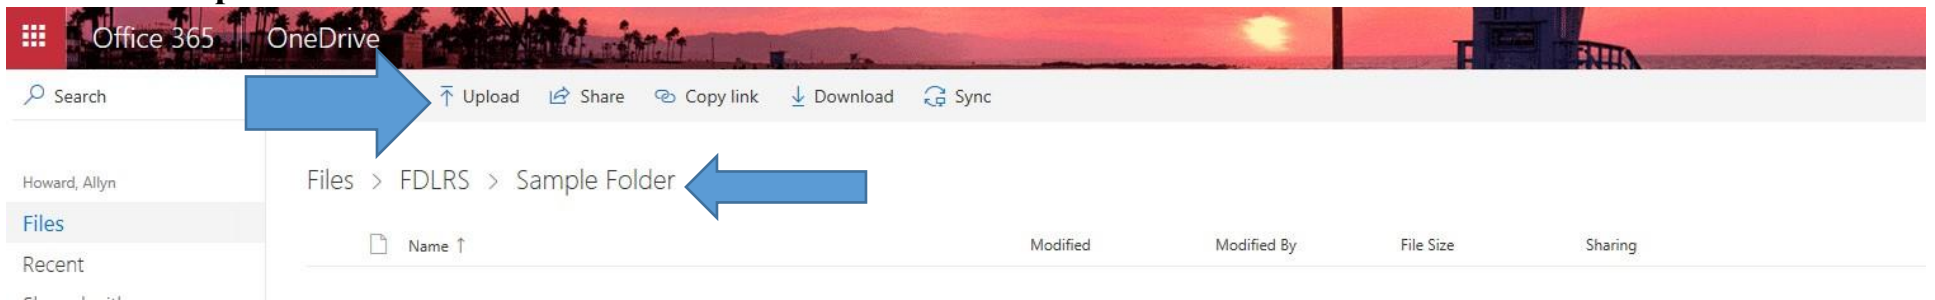 Office 365 OneDrive
Search Upload Share Copy link Download Sync
Howard, Allyn
Files > FDLRS > Sample Folder
Files
Name ↑ Modified Modified By File Size Sharing
Recent